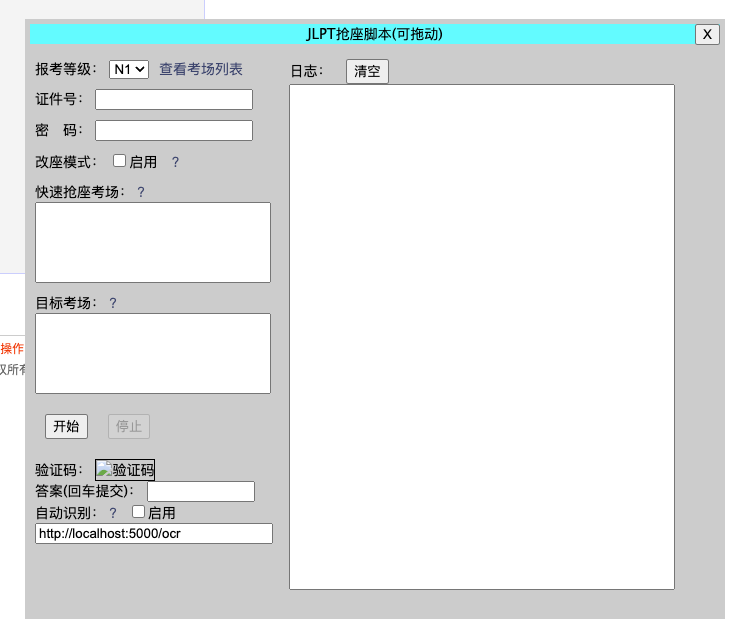 JLPT抢座脚本(可拖动)
X
报考等级： N1 查看考场列表
证件号：
密　码：
改座模式： 启用 ?
快速抢座考场： ?
目标考场： ?
开始 停止
验证码： 验证码
答案(回车提交)：
自动识别： ? 启用
http://localhost:5000/ocr
日志： 清空
操作
权所有